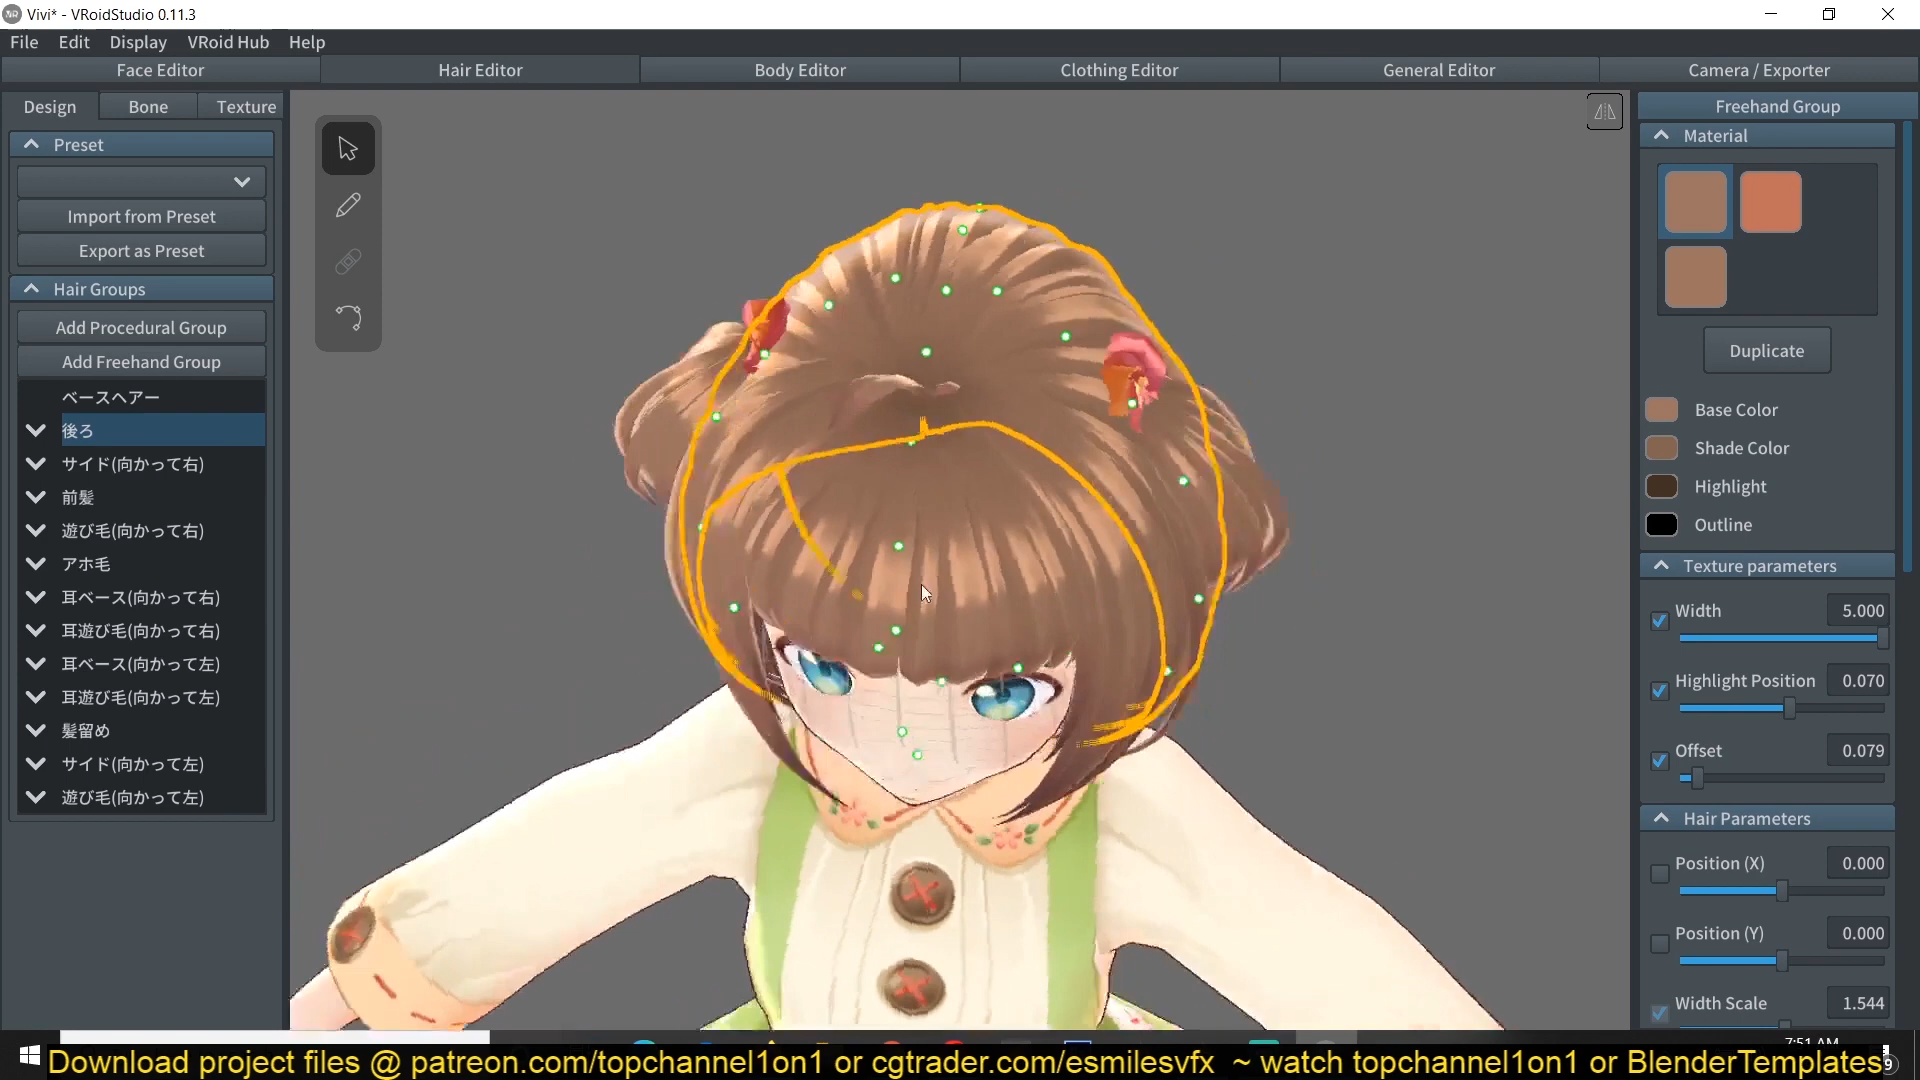 Vivi* - VRoidStudio 0.11.3
File Edit Display VRoid Hub Help
Face Editor Hair Editor Body Editor Clothing Editor General Editor Camera / Exporter
Design Bone Texture
Preset
Import from Preset
Export as Preset
Hair Groups
Add Procedural Group
Add Freehand Group
ベースヘアー
後ろ
サイド(向かって右)
前髪
遊び毛(向かって右)
アホ毛
耳ベース(向かって右)
耳遊び毛(向かって右)
耳ベース(向かって左)
耳遊び毛(向かって左)
髪留め
サイド(向かって左)
遊び毛(向かって左)
Freehand Group
Material
Duplicate
Base Color
Shade Color
Highlight
Outline
Texture parameters
Width 5.000
Highlight Position 0.070
Offset 0.079
Hair Parameters
Position (X) 0.000
Position (Y) 0.000
Width Scale 1.544
7:51 AM
Download project files @ patreon.com/topchannel1on1 or cgtrader.com/esmilesvfx ~ watch topchannel1on1 or BlenderTemplates